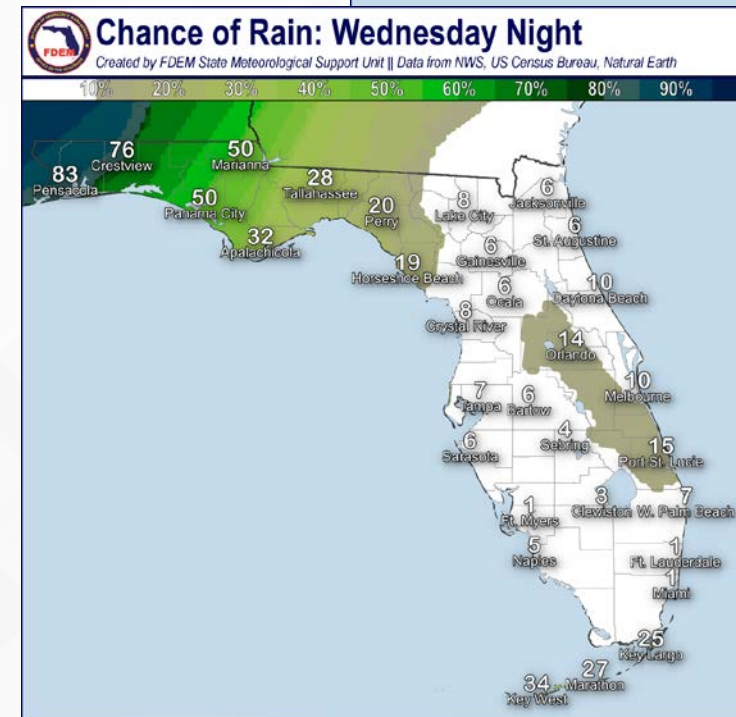 FDEM
Chance of Rain: Wednesday Night
Created by FDEM State Meteorological Support Unit || Data from NWS, US Census Bureau, Natural Earth
10% 20% 30% 40% 50% 60% 70% 80% 90%
83
Pensacola
76
Crestview
50
Marianna
50
Panama City
32
Apalachicola
28
Tallahassee
20
Perry
19
Horseshoe Beach
8
Lake City
6
Jacksonville
6
St. Augustine
6
Gainesville
6
Ocala
10
Daytona Beach
8
Crystal River
14
Orlando
10
Melbourne
7
Tampa
6
Bartow
4
Sebring
6
Sarasota
15
Port St. Lucie
1
Ft. Myers
3
Clewiston
7
W. Palm Beach
5
Naples
1
Ft. Lauderdale
1
Miami
25
Key Largo
27
Marathon
34
Key West